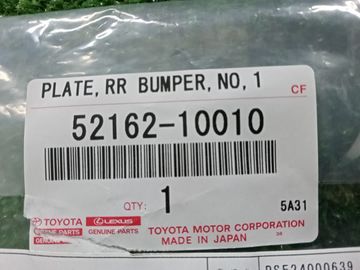 PLATE, RR BUMPER, NO, 1
CF
52162-10010
QTY: 1
5A31
TOYOTA LEXUS TOYOTA MOTOR CORPORATION
GENUINE PARTS GENUINE PARTS MADE IN JAPAN 34